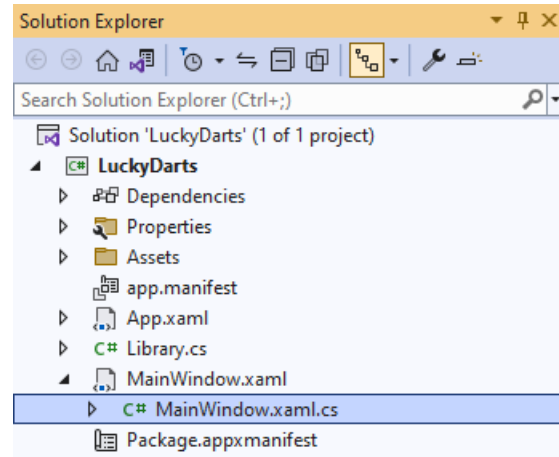 Solution Explorer
Search Solution Explorer (Ctrl+;)
Solution 'LuckyDarts' (1 of 1 project)
C# LuckyDarts
Dependencies
Properties
Assets
app.manifest
App.xaml
C# Library.cs
MainWindow.xaml
C# MainWindow.xaml.cs
Package.appxmanifest